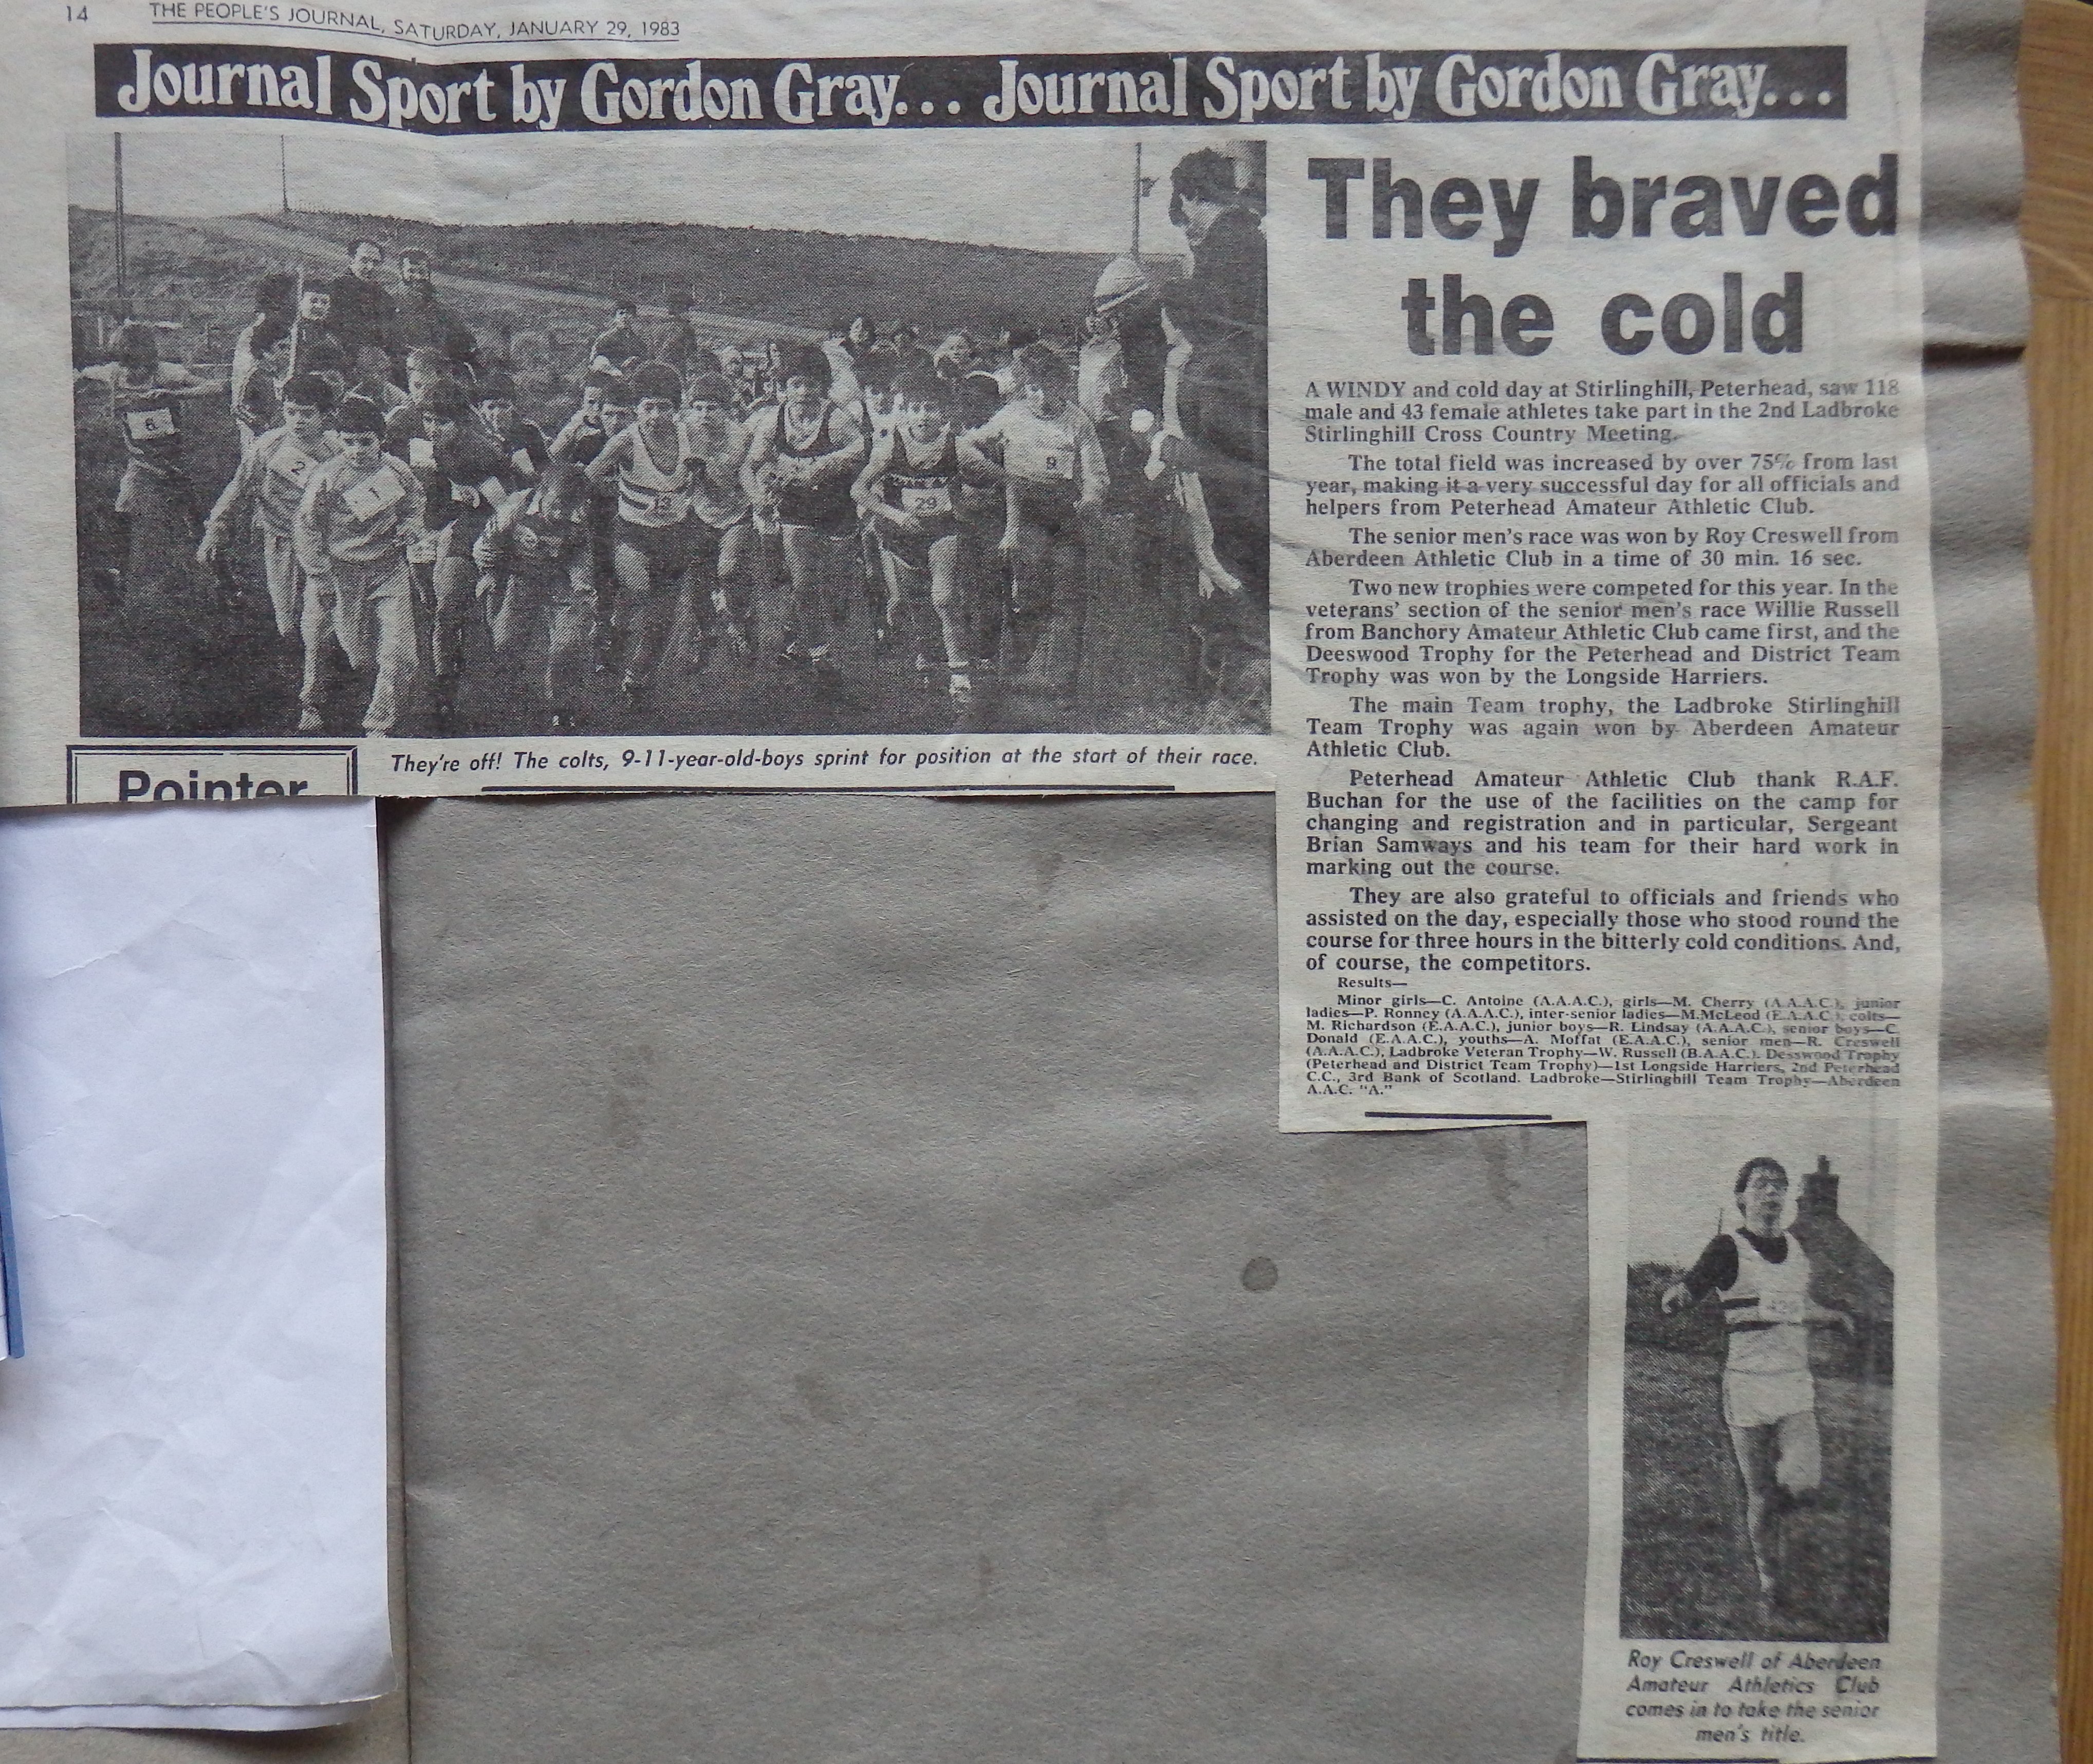 14 THE PEOPLE'S JOURNAL, SATURDAY, JANUARY 29, 1983
Journal Sport by Gordon Gray... Journal Sport by Gordon Gray...
6
2
1
13
29
9
They're off! The colts, 9-11-year-old-boys sprint for position at the start of their race.
Pointer
They braved
the cold
A WINDY and cold day at Stirlinghill, Peterhead, saw 118
male and 43 female athletes take part in the 2nd Ladbroke
Stirlinghill Cross Country Meeting.
The total field was increased by over 75% from last
year, making it a very successful day for all officials and
helpers from Peterhead Amateur Athletic Club.
The senior men's race was won by Roy Creswell from
Aberdeen Athletic Club in a time of 30 min. 16 sec.
Two new trophies were competed for this year. In the
veterans' section of the senior men's race Willie Russell
from Banchory Amateur Athletic Club came first, and the
Deeswood Trophy for the Peterhead and District Team
Trophy was won by the Longside Harriers.
The main Team trophy, the Ladbroke Stirlinghill
Team Trophy was again won by Aberdeen Amateur
Athletic Club.
Peterhead Amateur Athletic Club thank R.A.F.
Buchan for the use of the facilities on the camp for
changing and registration and in particular, Sergeant
Brian Samways and his team for their hard work in
marking out the course.
They are also grateful to officials and friends who
assisted on the day, especially those who stood round the
course for three hours in the bitterly cold conditions. And,
of course, the competitors.
Results—
Minor girls—C. Antoine (A.A.A.C.), girls—M. Cherry (A.A.A.C.), junior
ladies—P. Ronney (A.A.A.C.), inter-senior ladies—M.McLeod (E.A.A.C.), colts—
M. Richardson (E.A.A.C.), junior boys—R. Lindsay (A.A.A.C.), senior boys—C.
Donald (E.A.A.C.), youths—A. Moffat (E.A.A.C.), senior men—R. Creswell
(A.A.A.C.), Ladbroke Veteran Trophy—W. Russell (B.A.A.C.). Desswood Trophy
(Peterhead and District Team Trophy)—1st Longside Harriers, 2nd Peterhead
C.C., 3rd Bank of Scotland. Ladbroke—Stirlinghill Team Trophy—Aberdeen
A.A.C. "A."
Roy Creswell of Aberdeen
Amateur Athletics Club
comes in to take the senior
men's title.